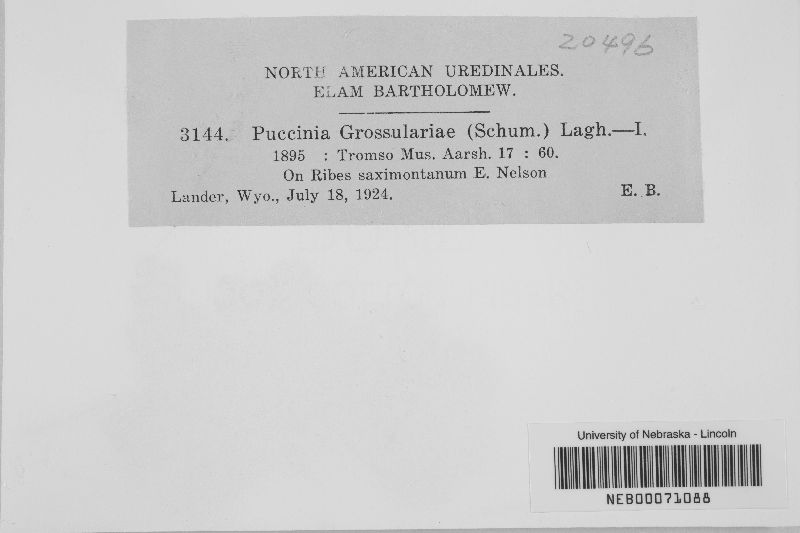 20496
NORTH AMERICAN UREDINALES.
ELAM BARTHOLOMEW.
3144. Puccinia Grossulariae (Schum.) Lagh.—I.
1895 : Tromso Mus. Aarsh. 17 : 60.
On Ribes saximontanum E. Nelson
Lander, Wyo., July 18, 1924. E. B.
University of Nebraska - Lincoln
NEB00071088